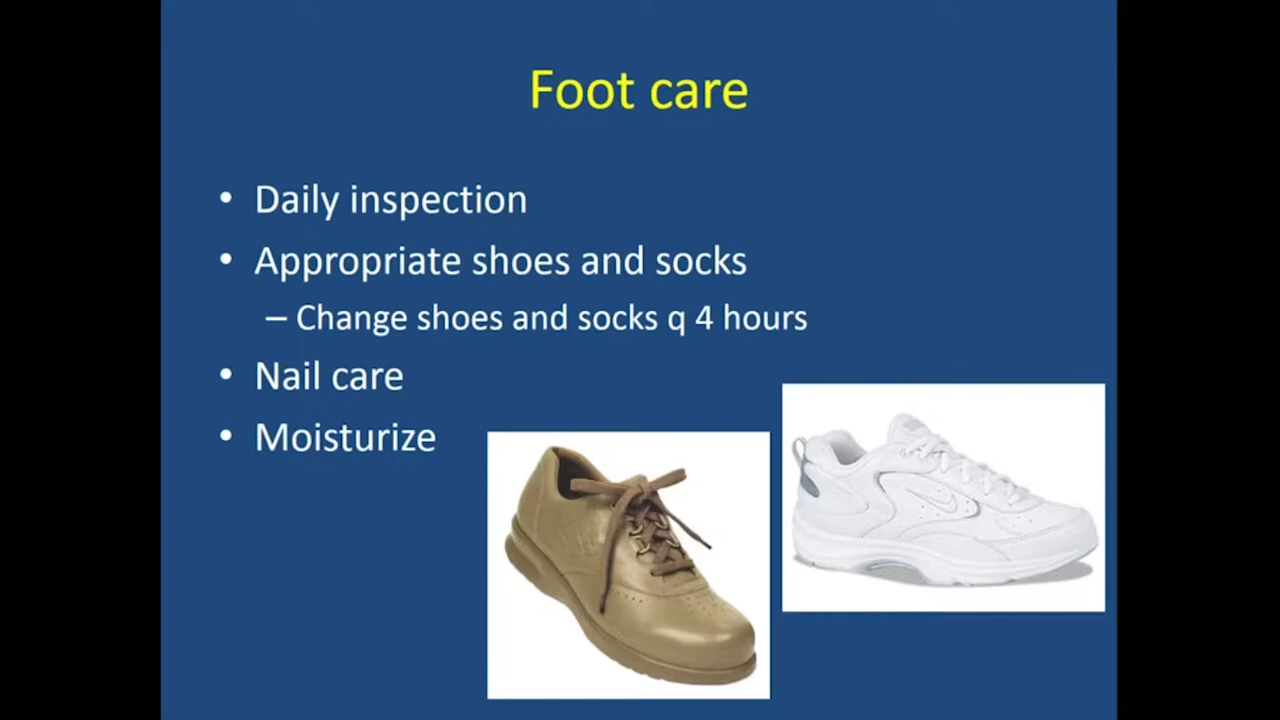 Foot care
• Daily inspection
• Appropriate shoes and socks
– Change shoes and socks q 4 hours
• Nail care
• Moisturize